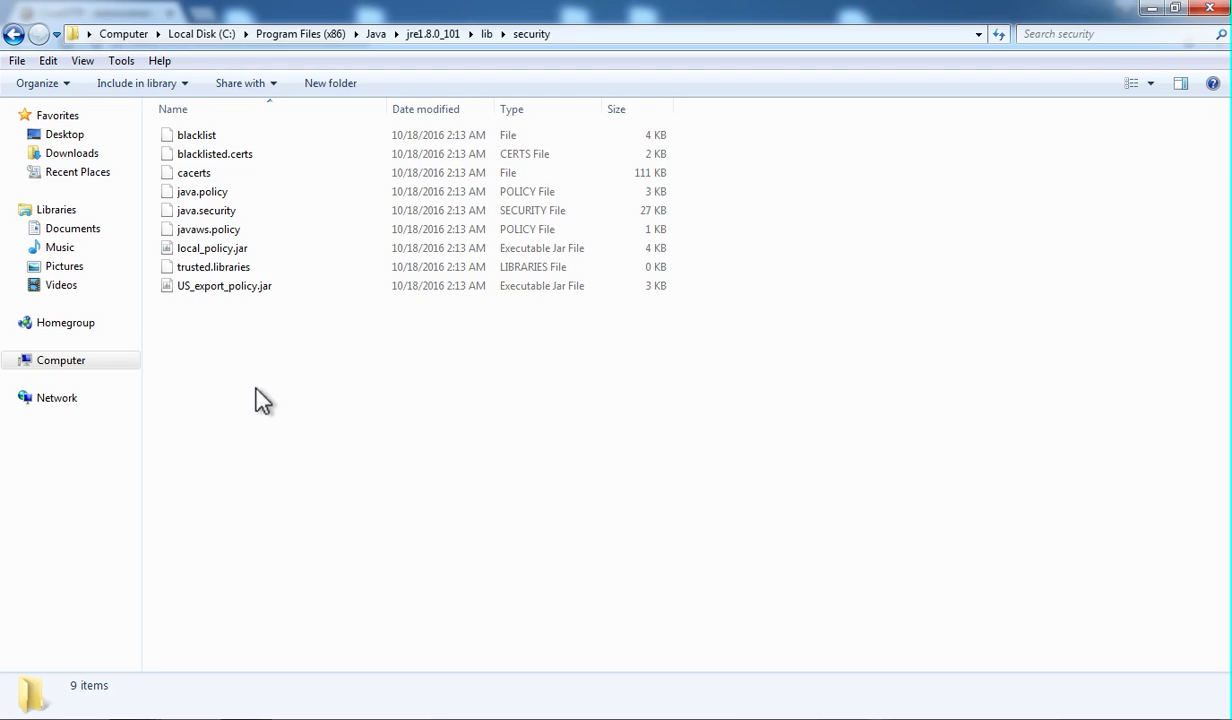 Computer Local Disk (C:) Program Files (x86) Java jre1.8.0_101 lib security Search security
File Edit View Tools Help
Organize Include in library Share with New folder
Name Date modified Type Size
Favorites
Desktop
Downloads
Recent Places
Libraries
Documents
Music
Pictures
Videos
Homegroup
Computer
Network
blacklist 10/18/2016 2:13 AM File 4 KB
blacklisted.certs 10/18/2016 2:13 AM CERTS File 2 KB
cacerts 10/18/2016 2:13 AM File 111 KB
java.policy 10/18/2016 2:13 AM POLICY File 3 KB
java.security 10/18/2016 2:13 AM SECURITY File 27 KB
javaws.policy 10/18/2016 2:13 AM POLICY File 1 KB
local_policy.jar 10/18/2016 2:13 AM Executable Jar File 4 KB
trusted.libraries 10/18/2016 2:13 AM LIBRARIES File 0 KB
US_export_policy.jar 10/18/2016 2:13 AM Executable Jar File 3 KB
9 items